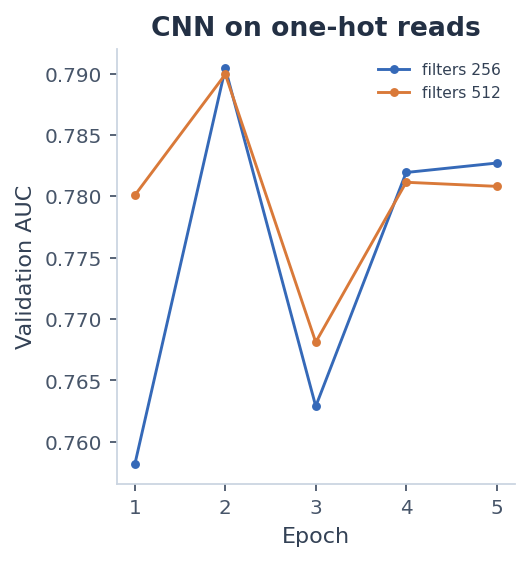 CNN on one-hot reads
filters 256
filters 512
Validation AUC
0.790
0.785
0.780
0.775
0.770
0.765
0.760
1 2 3 4 5
Epoch